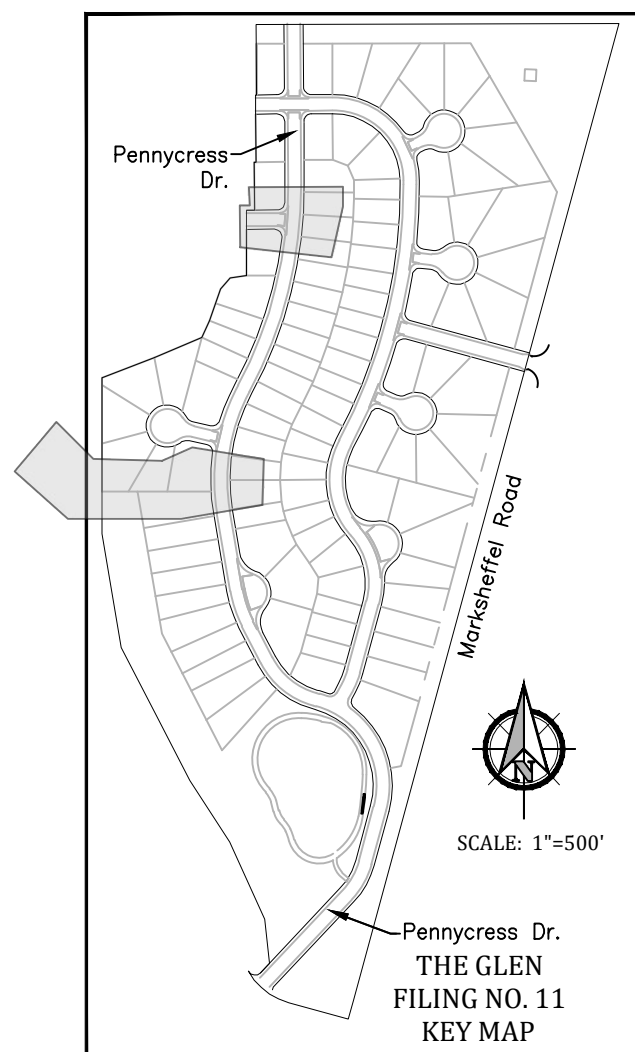 Pennycress
Dr.
Marksheffel Road
N
SCALE: 1"=500'
Pennycress Dr.
THE GLEN
FILING NO. 11
KEY MAP